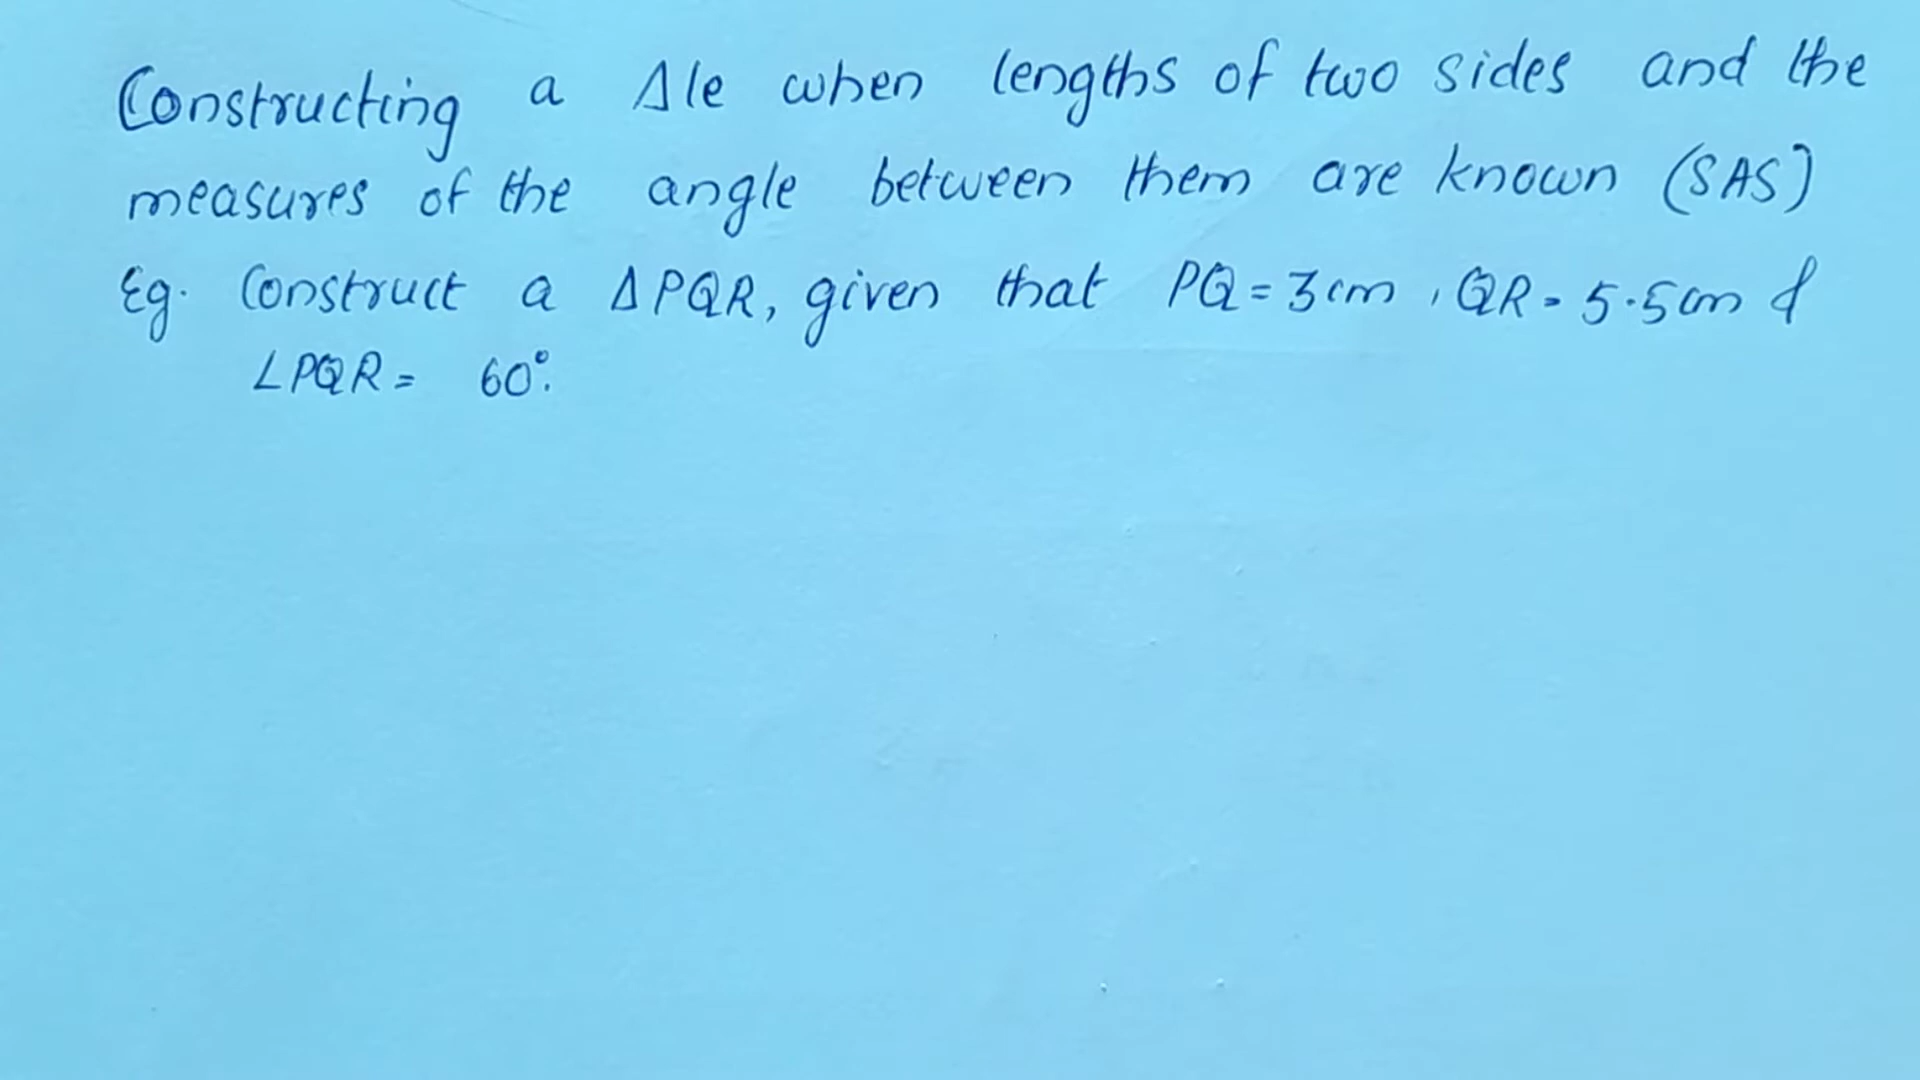 Constructing a Δle when lengths of two sides and the
measures of the angle between them are known (SAS)
Eg. Construct a ΔPQR, given that PQ = 3cm, QR = 5.5cm &
∠PQR = 60°.